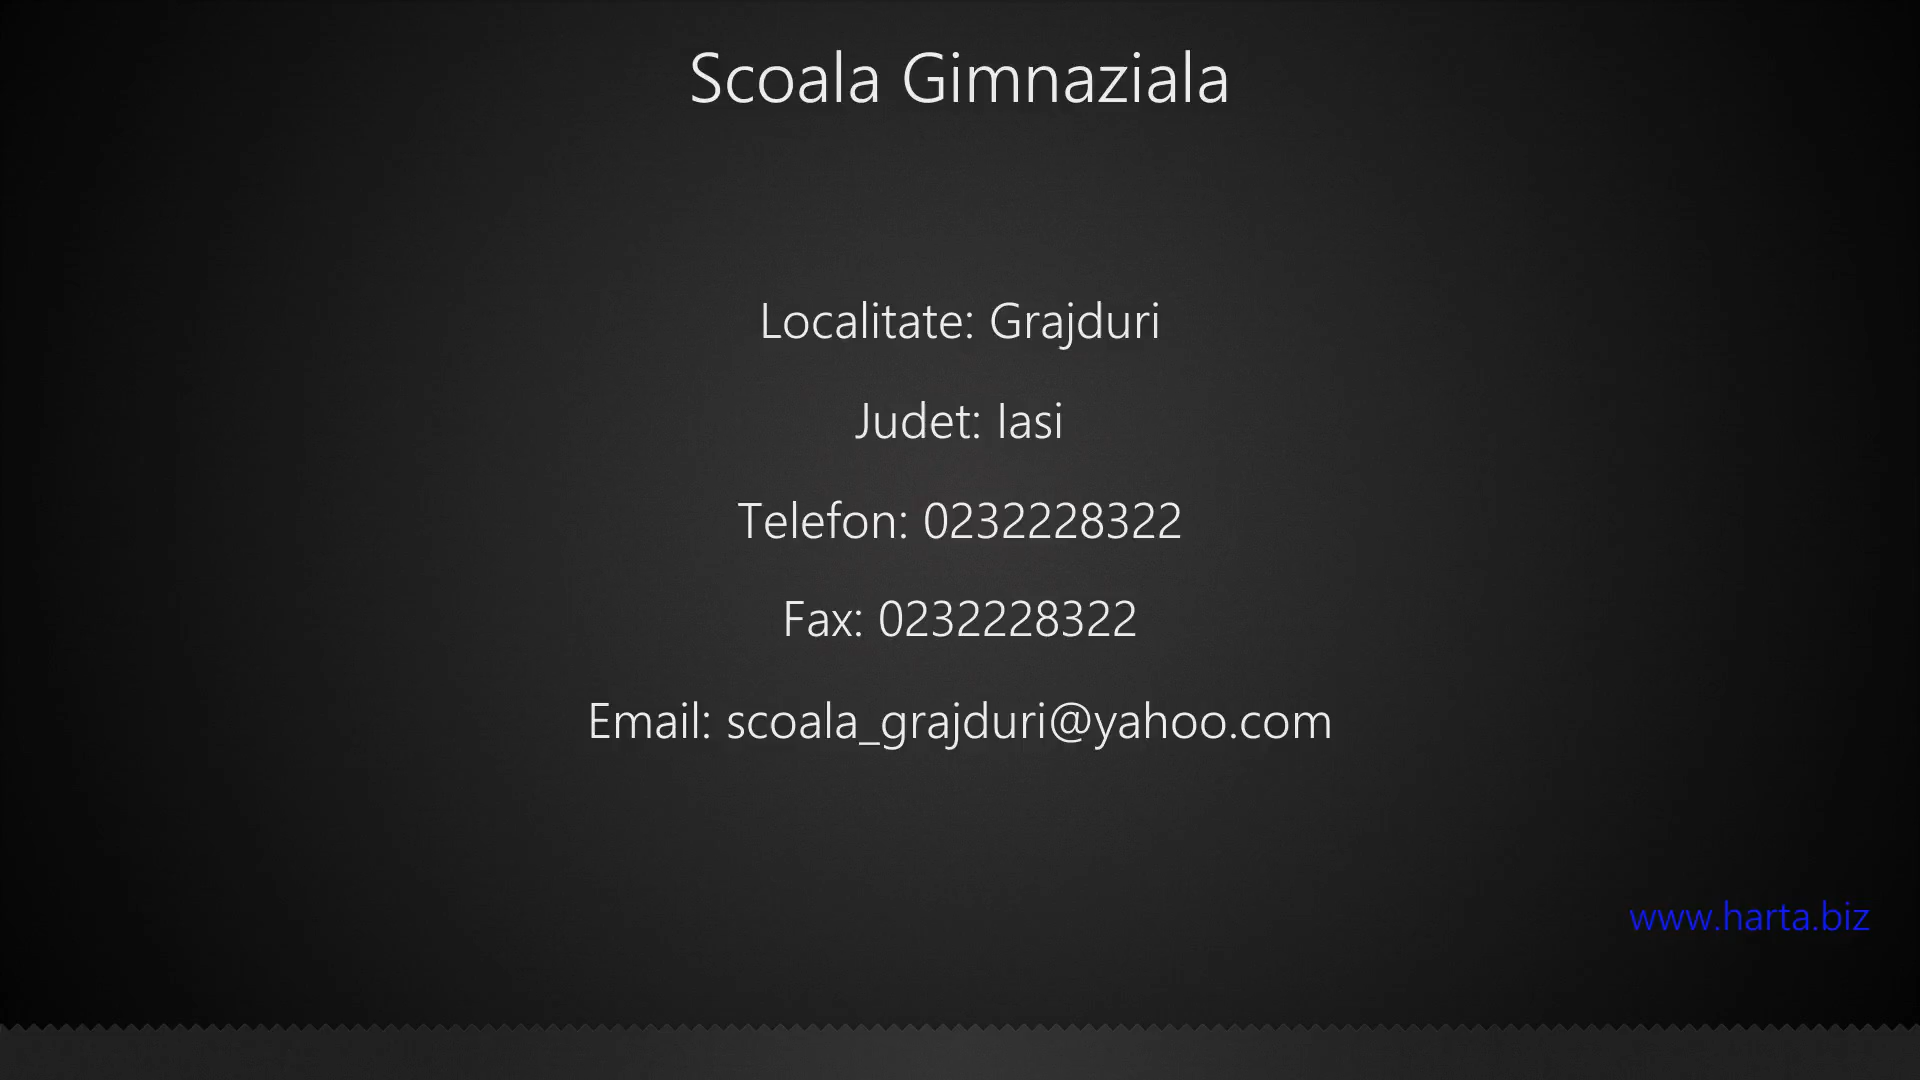 Scoala Gimnaziala
Localitate: Grajduri
Judet: Iasi
Telefon: 0232228322
Fax: 0232228322
Email: scoala_grajduri@yahoo.com
www.harta.biz